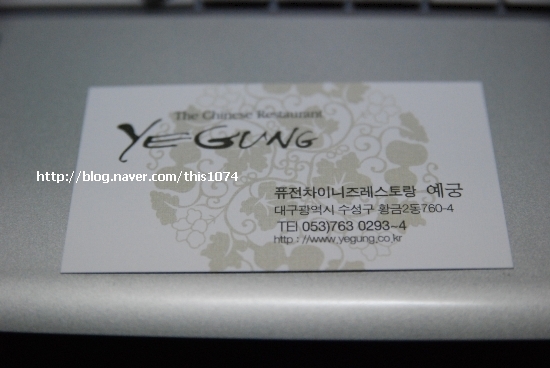 The Chinese Restaurant
YEGUNG
http://blog.naver.com/this1074
퓨전차이니즈레스토랑 예궁
대구광역시 수성구 황금2동760-4
TEl 053)763 0293~4
http://www.yegung.co.kr